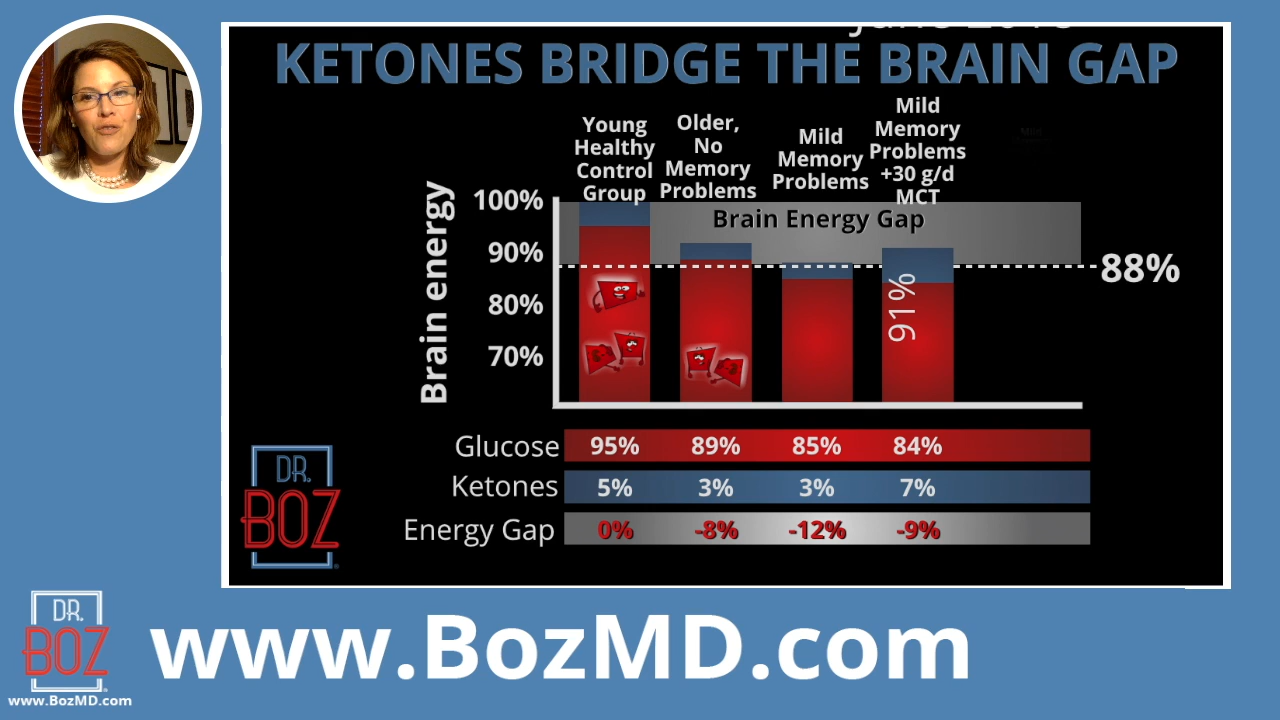 KETONES BRIDGE THE BRAIN GAP
Young
Healthy
Control
Group
Older,
No
Memory
Problems
Mild
Memory
Problems
Mild
Memory
Problems
+30 g/d
MCT
Brain energy
100%
90%
80%
70%
Brain Energy Gap
91%
88%
Glucose 95% 89% 85% 84%
Ketones 5% 3% 3% 7%
Energy Gap 0% -8% -12% -9%
DR.
BOZ
DR.
BOZ
www.BozMD.com
www.BozMD.com